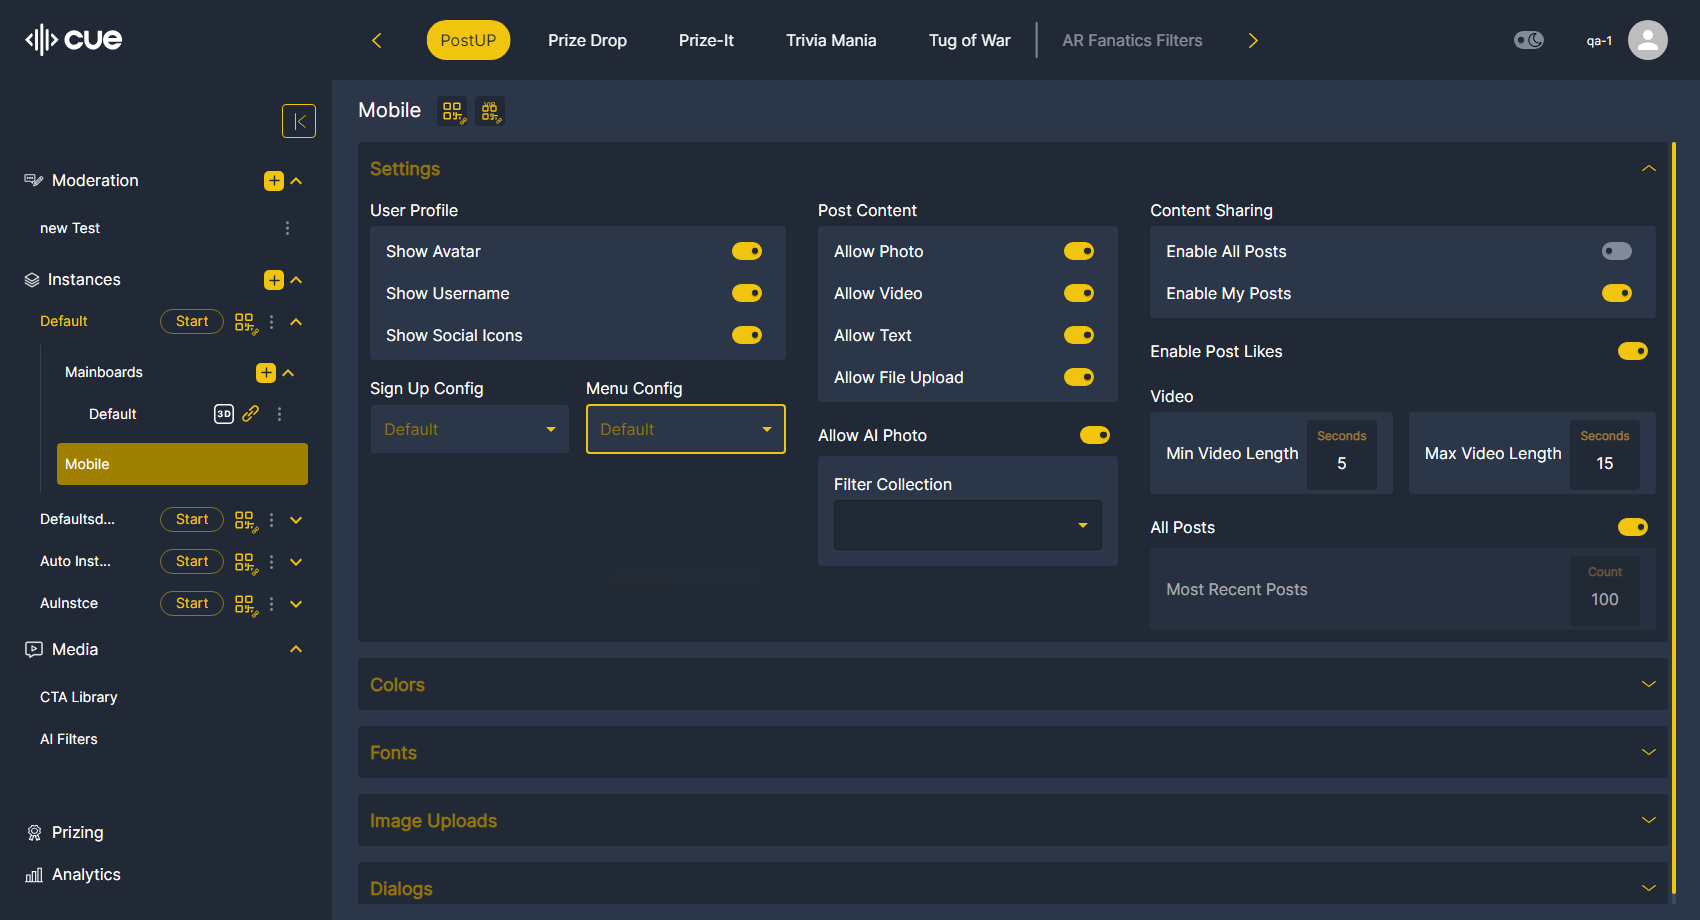 cue
PostUP
Prize Drop
Prize-It
Trivia Mania
Tug of War
AR Fanatics Filters
qa-1
Moderation
new Test
Instances
Default
Start
Mainboards
Default
3D
Mobile
Defaultsd...
Start
Auto Inst...
Start
AuInstce
Start
Media
CTA Library
AI Filters
Prizing
Analytics
Mobile
VIP
Settings
User Profile
Show Avatar
Show Username
Show Social Icons
Sign Up Config
Default
Menu Config
Default
Post Content
Allow Photo
Allow Video
Allow Text
Allow File Upload
Allow AI Photo
Filter Collection
Content Sharing
Enable All Posts
Enable My Posts
Enable Post Likes
Video
Min Video Length
Seconds
5
Max Video Length
Seconds
15
All Posts
Most Recent Posts
Count
100
Colors
Fonts
Image Uploads
Dialogs